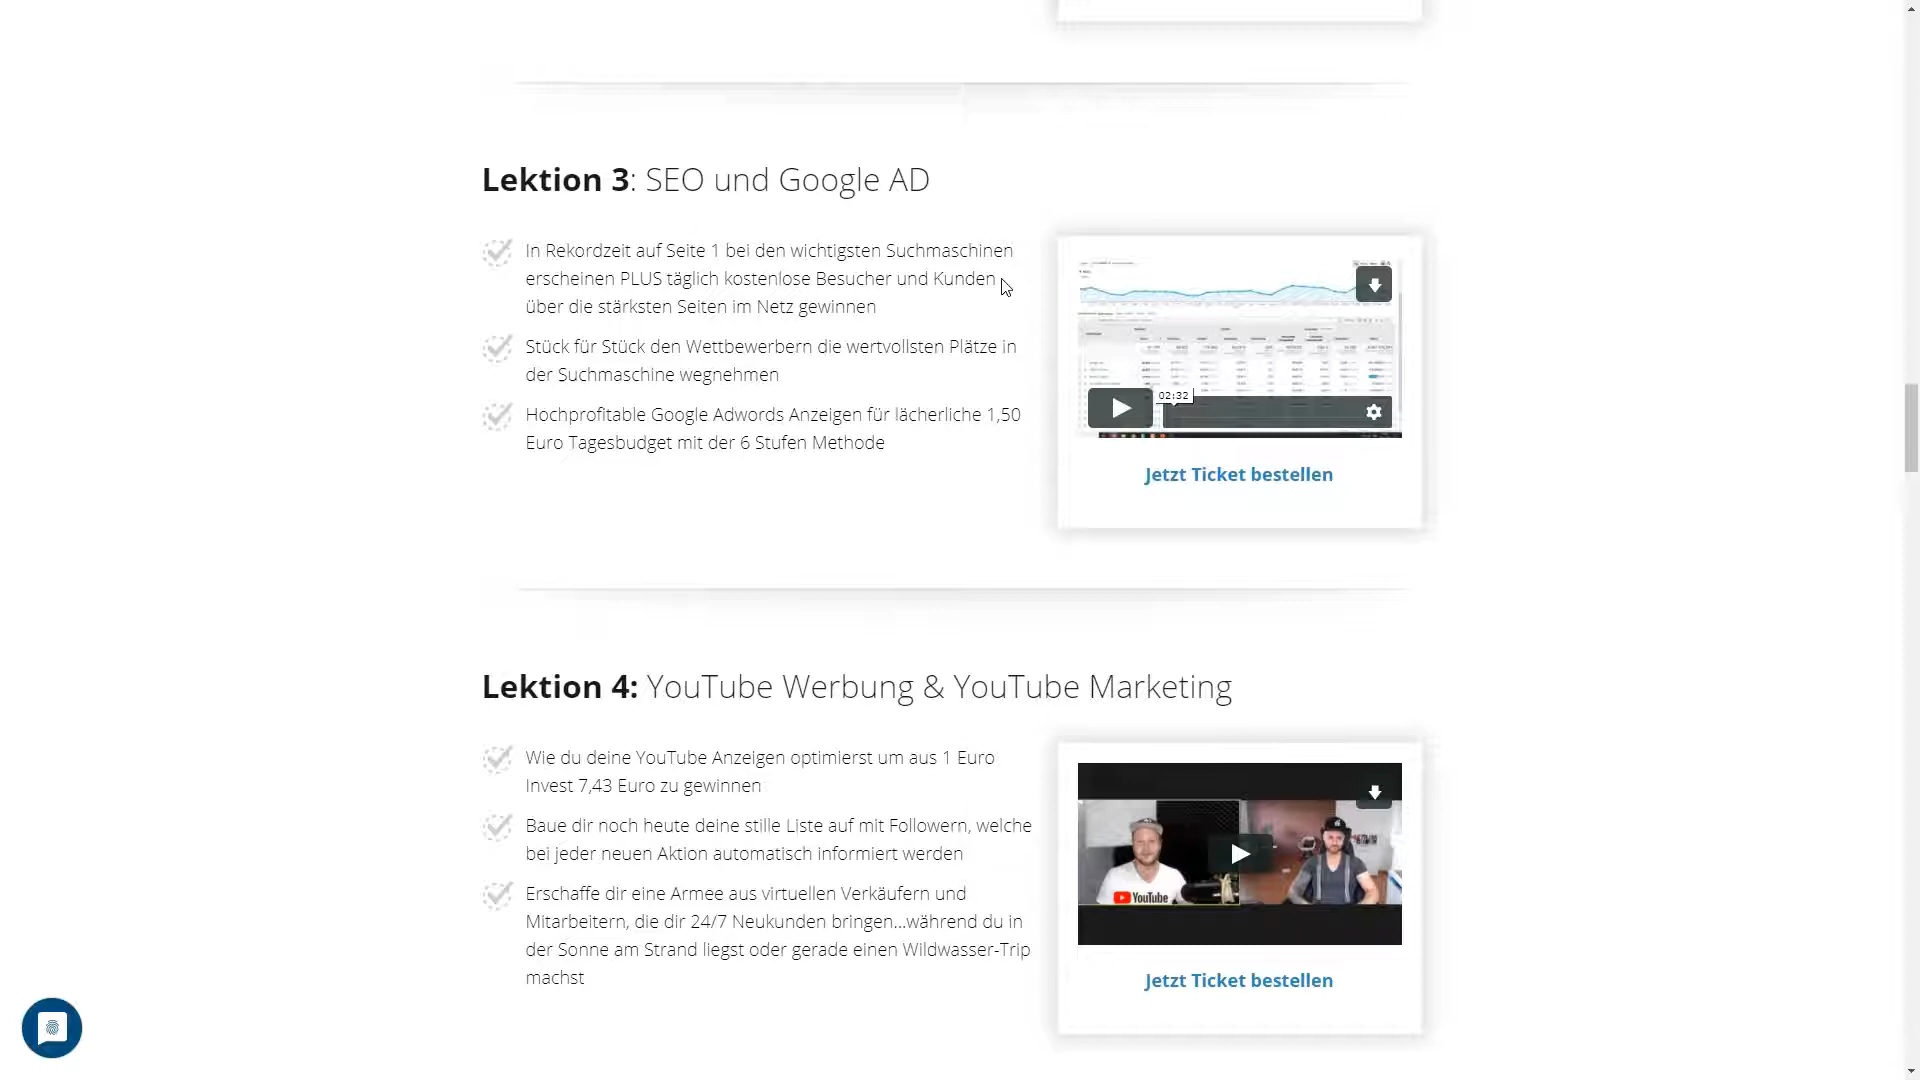 Lektion 3: SEO und Google AD
In Rekordzeit auf Seite 1 bei den wichtigsten Suchmaschinen
erscheinen PLUS täglich kostenlose Besucher und Kunden
über die stärksten Seiten im Netz gewinnen
Stück für Stück den Wettbewerbern die wertvollsten Plätze in
der Suchmaschine wegnehmen
Hochprofitable Google Adwords Anzeigen für lächerliche 1,50
Euro Tagesbudget mit der 6 Stufen Methode
02:32
Jetzt Ticket bestellen
Lektion 4: YouTube Werbung & YouTube Marketing
Wie du deine YouTube Anzeigen optimierst um aus 1 Euro
Invest 7,43 Euro zu gewinnen
Baue dir noch heute deine stille Liste auf mit Followern, welche
bei jeder neuen Aktion automatisch informiert werden
Erschaffe dir eine Armee aus virtuellen Verkäufern und
Mitarbeitern, die dir 24/7 Neukunden bringen...während du in
der Sonne am Strand liegst oder gerade einen Wildwasser-Trip
machst
YouTube
Jetzt Ticket bestellen